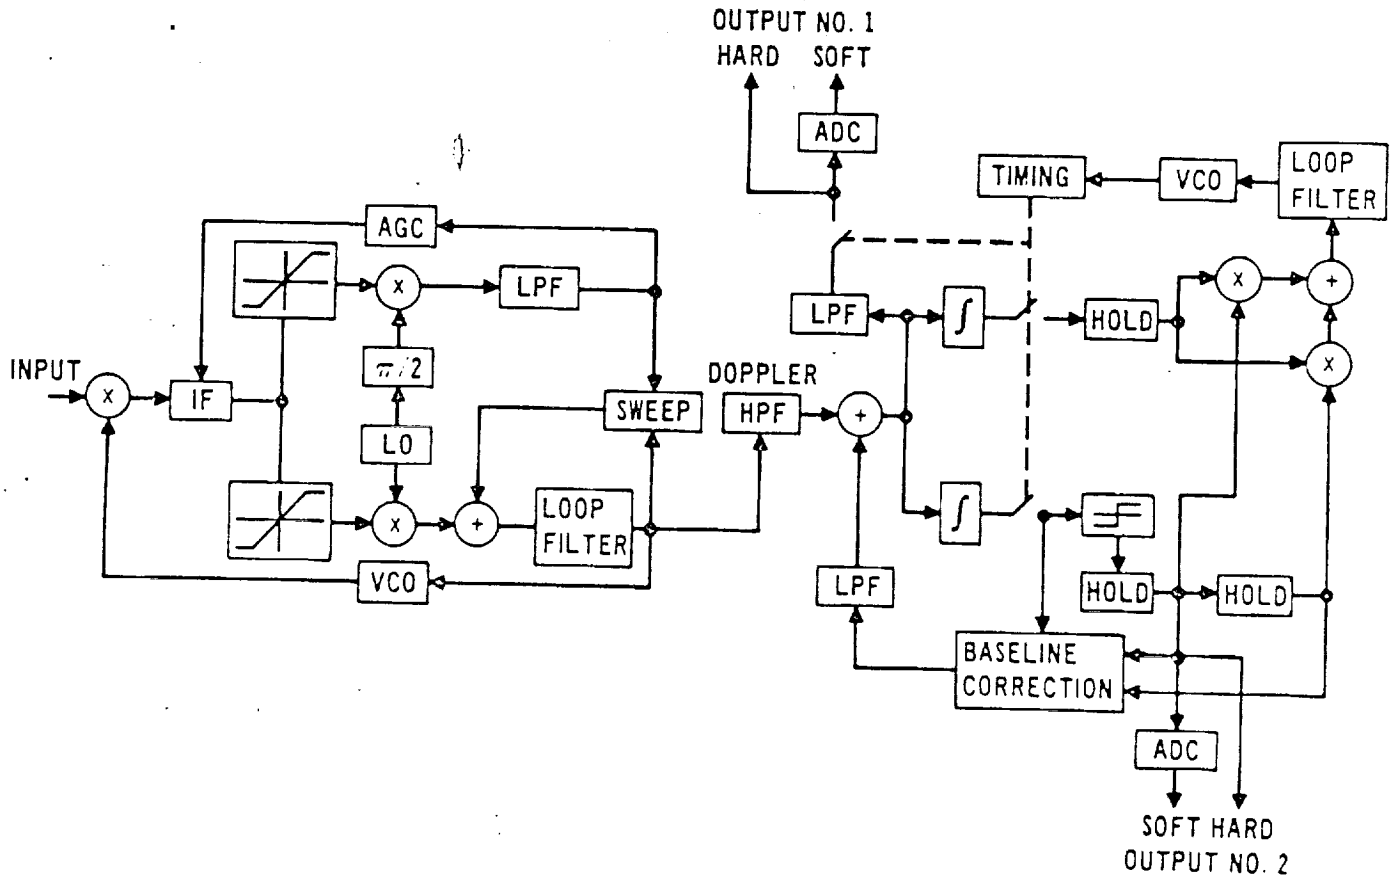 OUTPUT NO. 1
HARD SOFT
ADC
TIMING
VCO
LOOP
FILTER
AGC
x
LPF
LPF
∫
HOLD
x
+
x
INPUT
x
IF
π/2
DOPPLER
SWEEP
HPF
+
LO
x
+
LOOP
FILTER
∫
VCO
LPF
HOLD
HOLD
BASELINE
CORRECTION
ADC
SOFT HARD
OUTPUT NO. 2